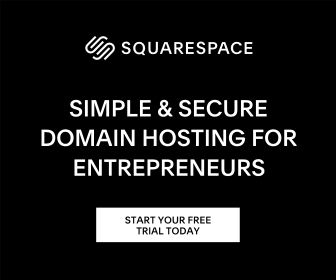 SQUARESPACE
SIMPLE & SECURE
DOMAIN HOSTING FOR
ENTREPRENEURS
START YOUR FREE
TRIAL TODAY